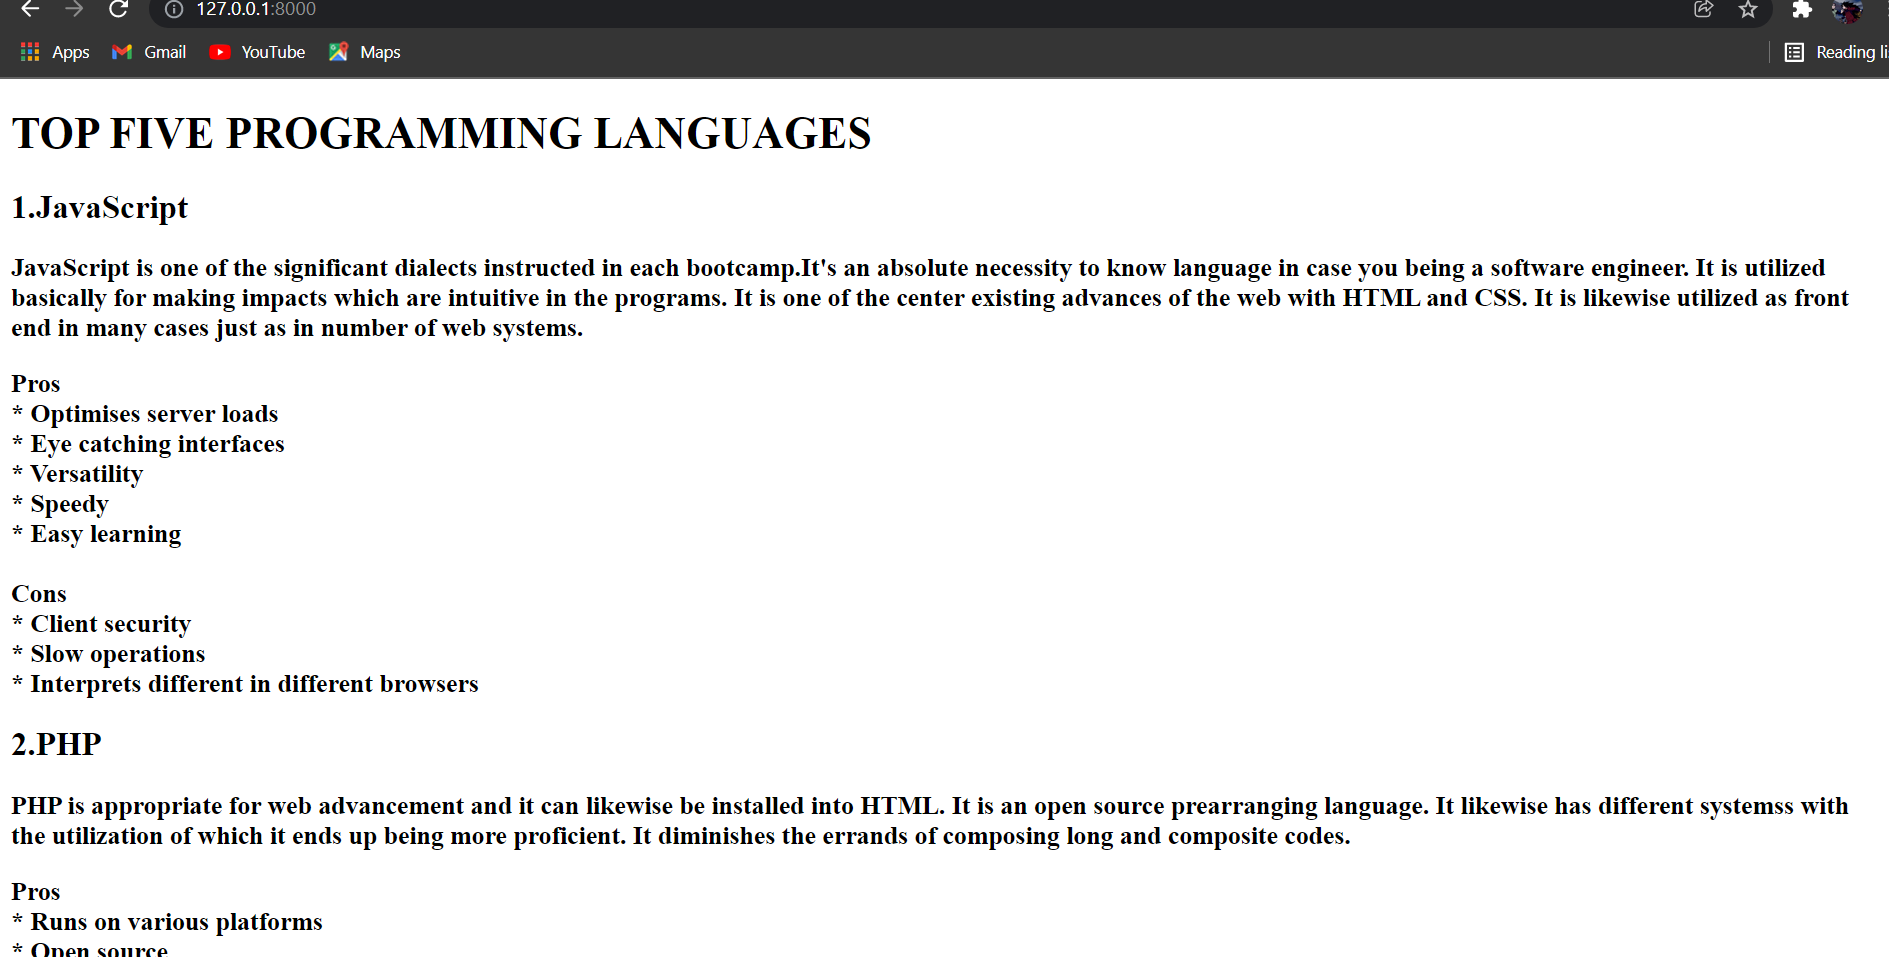 127.0.0.1:8000
Apps Gmail YouTube Maps Reading li
TOP FIVE PROGRAMMING LANGUAGES
1.JavaScript
JavaScript is one of the significant dialects instructed in each bootcamp.It's an absolute necessity to know language in case you being a software engineer. It is utilized
basically for making impacts which are intuitive in the programs. It is one of the center existing advances of the web with HTML and CSS. It is likewise utilized as front
end in many cases just as in number of web systems.
Pros
* Optimises server loads
* Eye catching interfaces
* Versatility
* Speedy
* Easy learning
Cons
* Client security
* Slow operations
* Interprets different in different browsers
2.PHP
PHP is appropriate for web advancement and it can likewise be installed into HTML. It is an open source prearranging language. It likewise has different systemss with
the utilization of which it ends up being more proficient. It diminishes the errands of composing long and composite codes.
Pros
* Runs on various platforms
* Open source